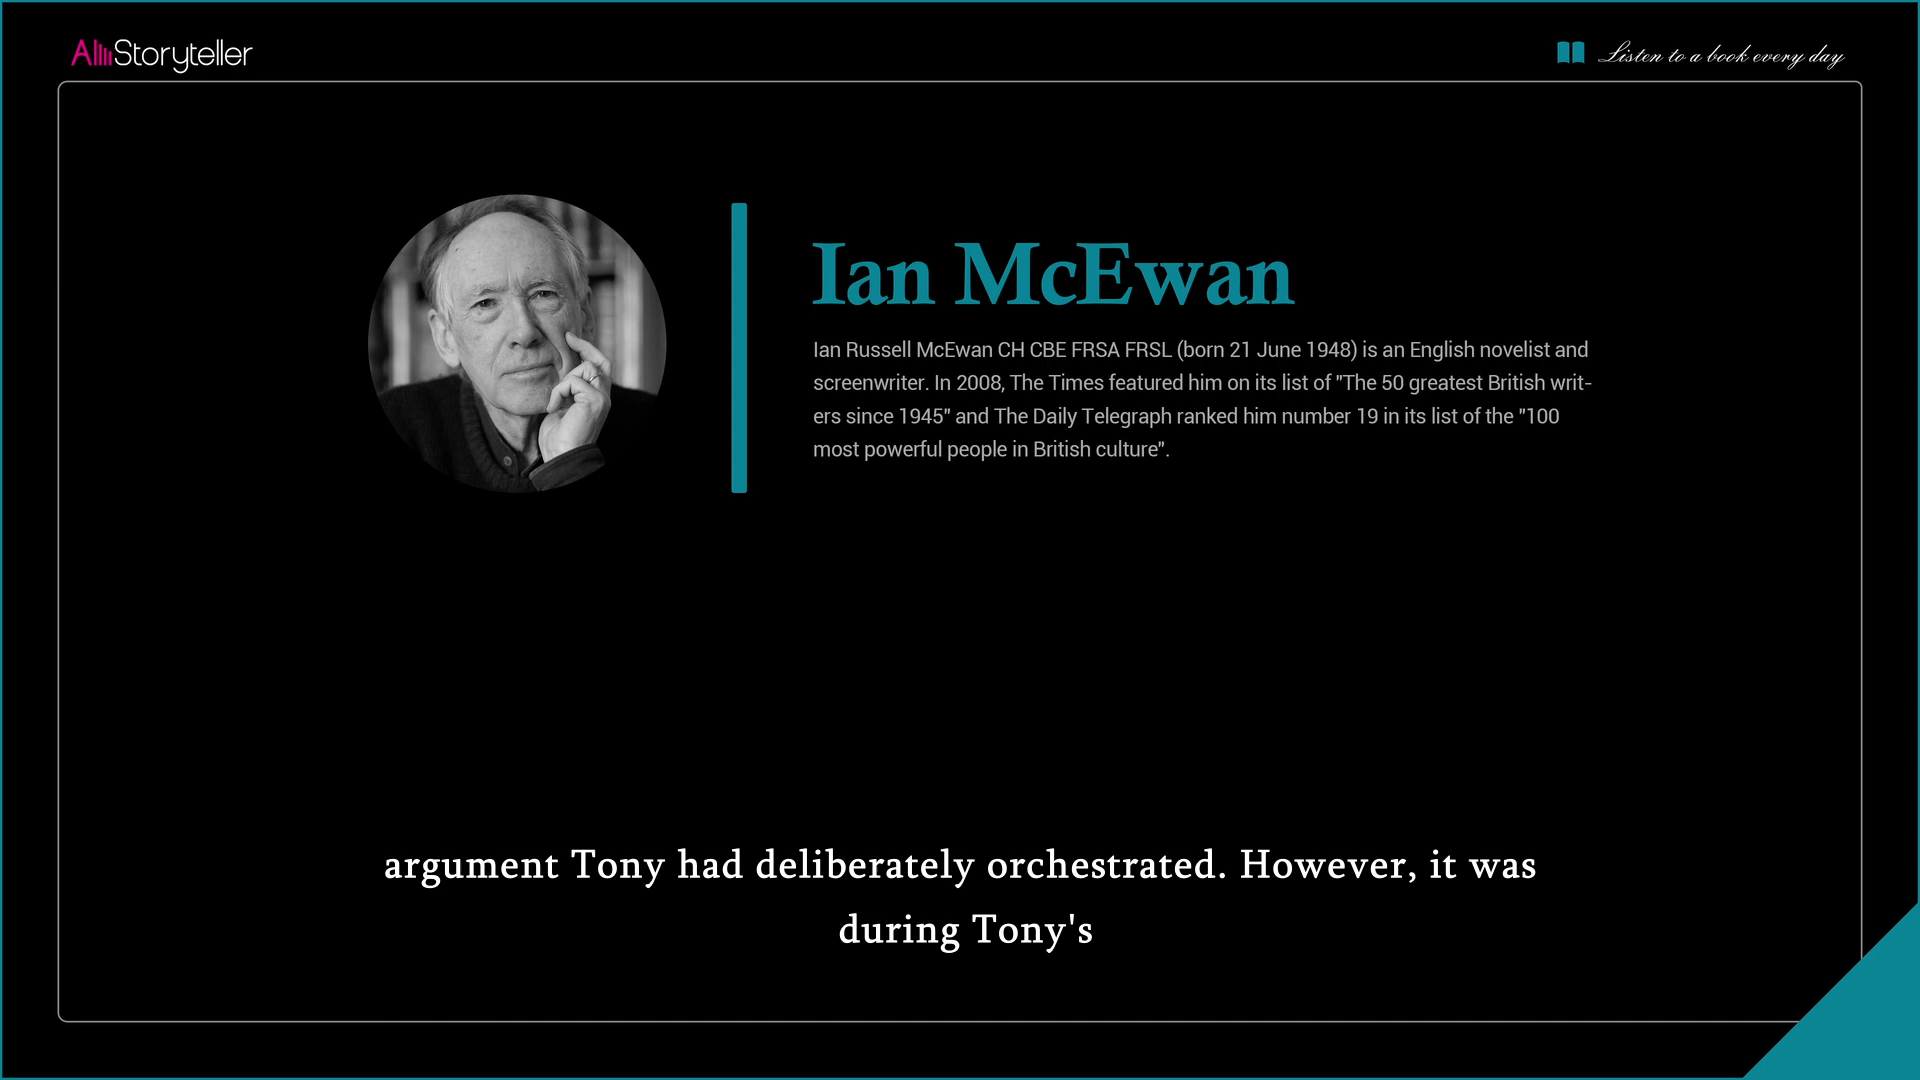 AllStoryteller
Listen to a book every day
Ian McEwan
Ian Russell McEwan CH CBE FRSA FRSL (born 21 June 1948) is an English novelist and
screenwriter. In 2008, The Times featured him on its list of "The 50 greatest British writ-
ers since 1945" and The Daily Telegraph ranked him number 19 in its list of the "100
most powerful people in British culture".
argument Tony had deliberately orchestrated. However, it was
during Tony's